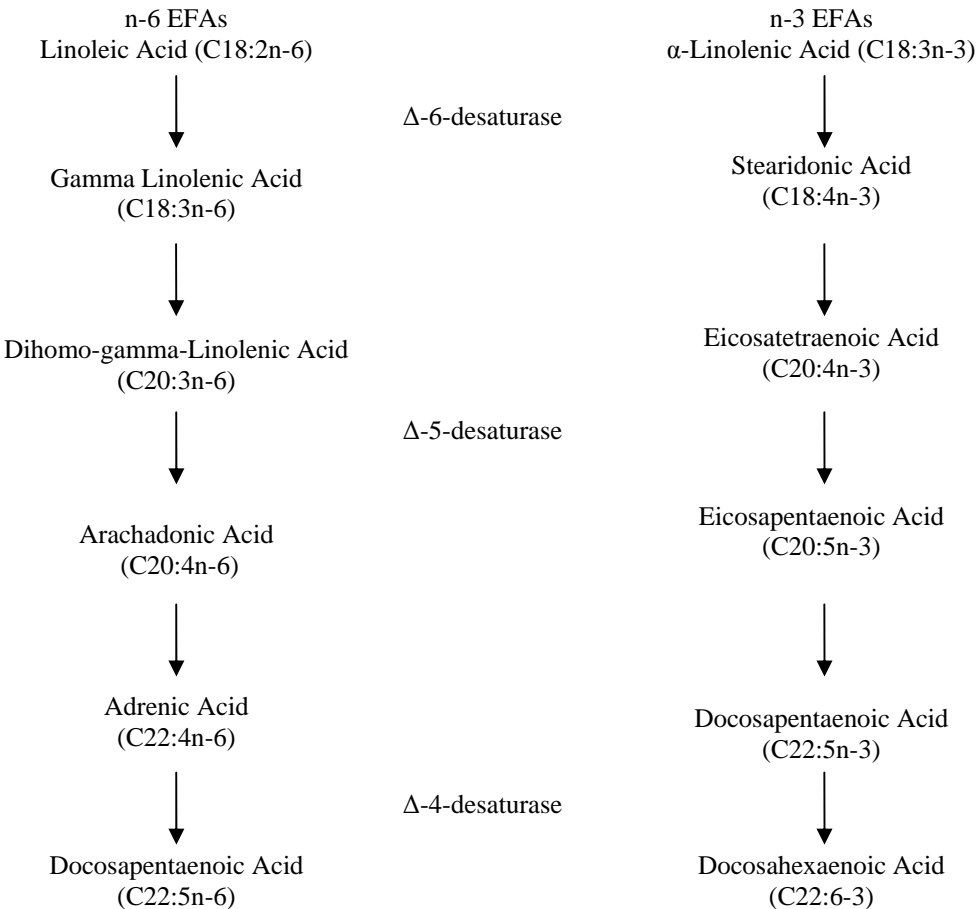 n-6 EFAs
Linoleic Acid (C18:2n-6)
n-3 EFAs
α-Linolenic Acid (C18:3n-3)
Δ-6-desaturase
Gamma Linolenic Acid
(C18:3n-6)
Stearidonic Acid
(C18:4n-3)
Dihomo-gamma-Linolenic Acid
(C20:3n-6)
Eicosatetraenoic Acid
(C20:4n-3)
Δ-5-desaturase
Arachadonic Acid
(C20:4n-6)
Eicosapentaenoic Acid
(C20:5n-3)
Adrenic Acid
(C22:4n-6)
Docosapentaenoic Acid
(C22:5n-3)
Δ-4-desaturase
Docosapentaenoic Acid
(C22:5n-6)
Docosahexaenoic Acid
(C22:6-3)